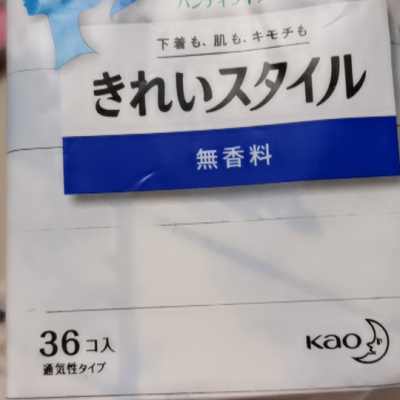 下着も、肌も、キモチも
きれいスタイル
無香料
36コ入
通気性タイプ
Kao